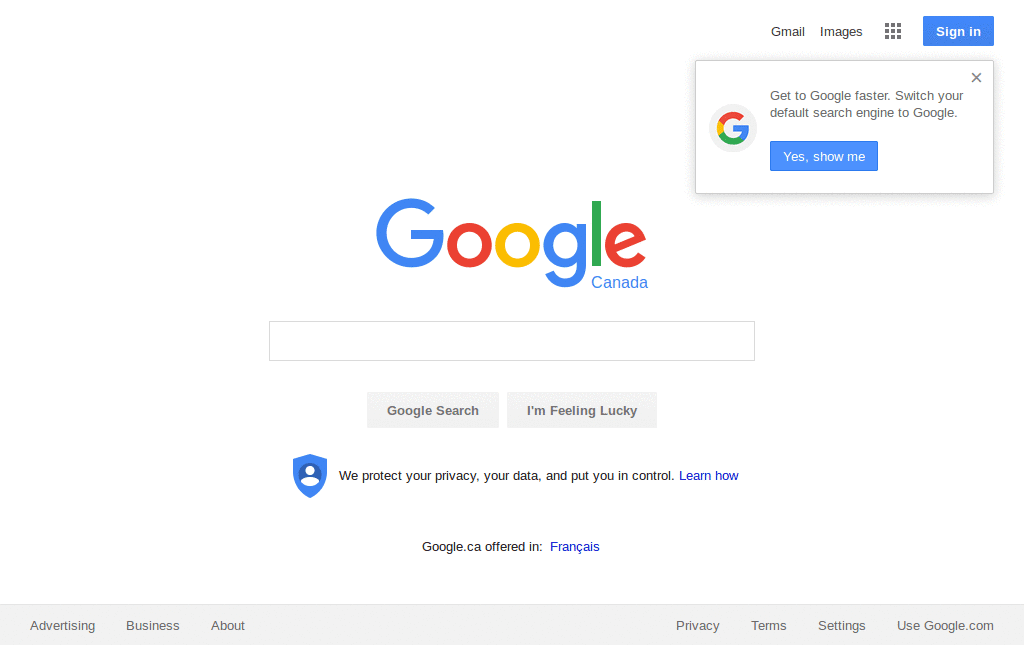 Gmail Images Sign in
Get to Google faster. Switch your
default search engine to Google.
Yes, show me
Google
Canada
Google Search I'm Feeling Lucky
We protect your privacy, your data, and put you in control. Learn how
Google.ca offered in: Français
Advertising Business About Privacy Terms Settings Use Google.com